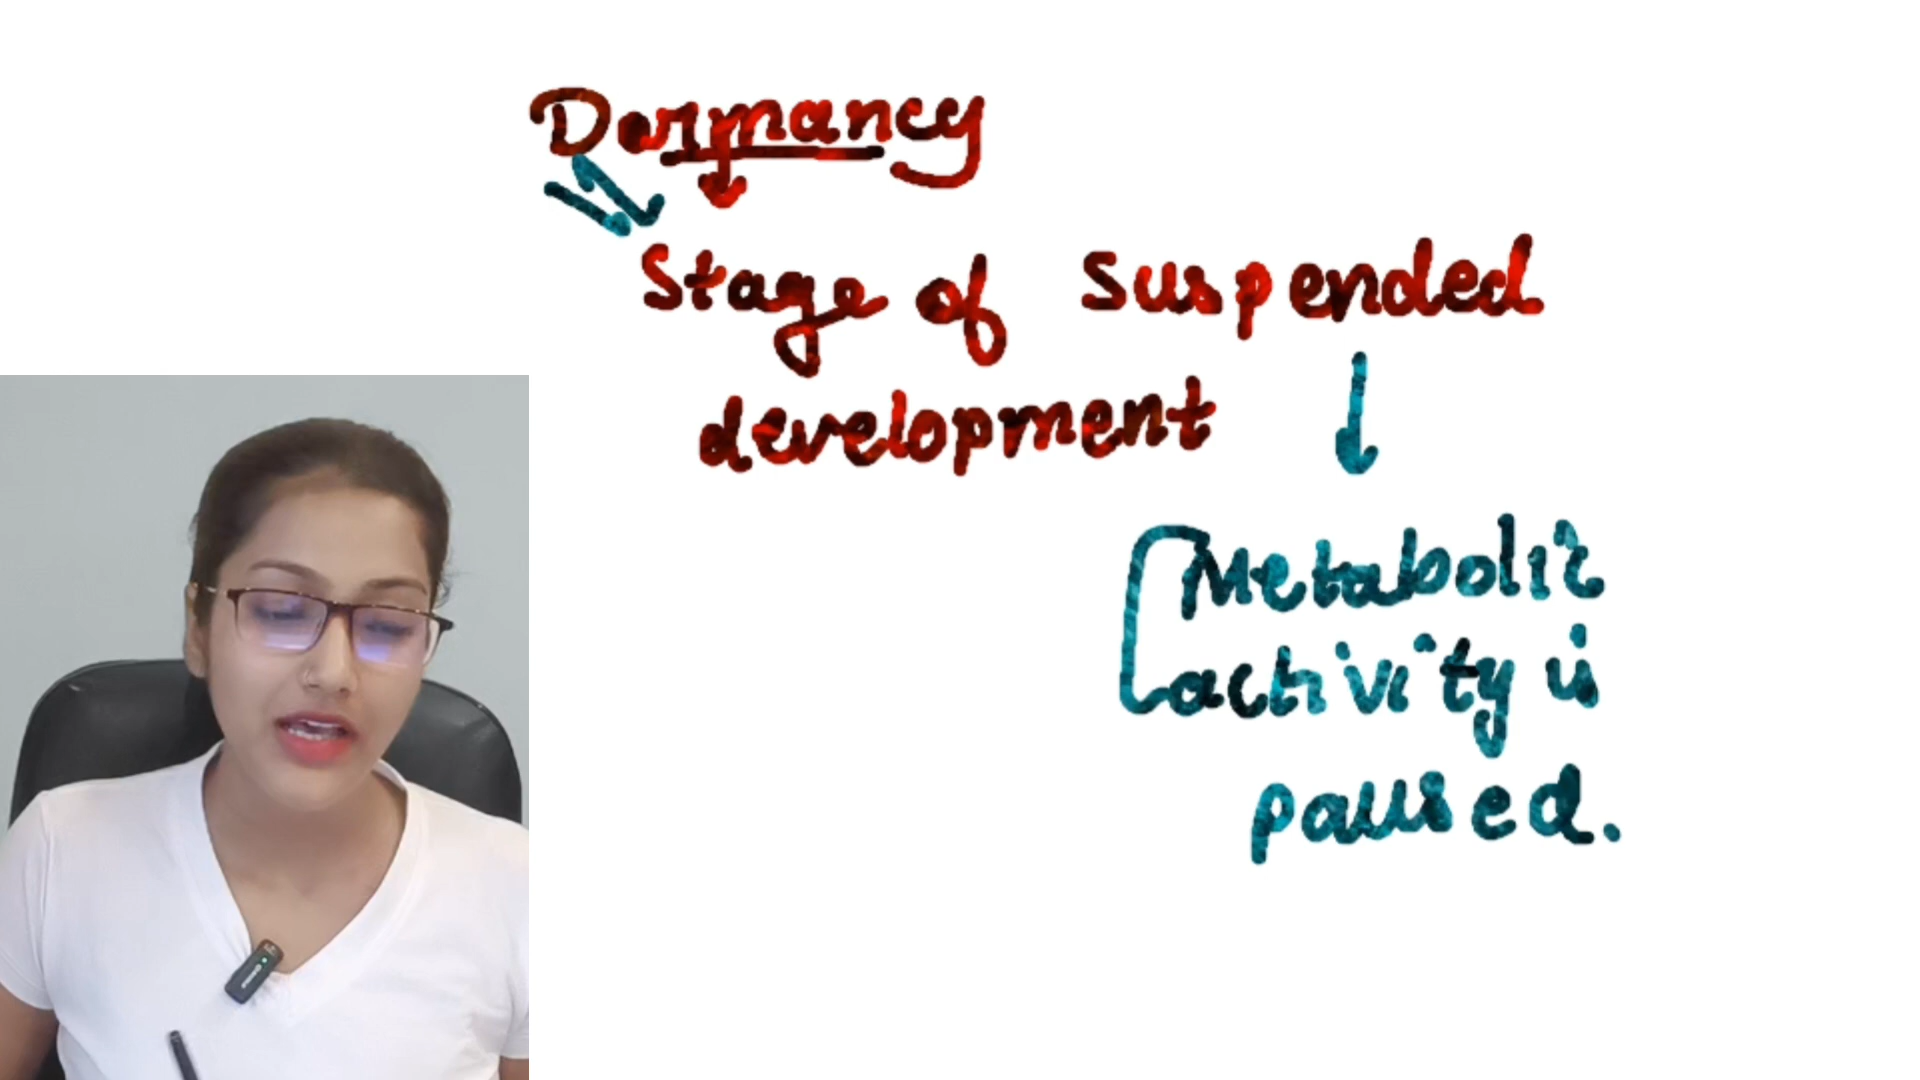 Dormancy
Stage of suspended
development
Metabolic
activity is
paused.